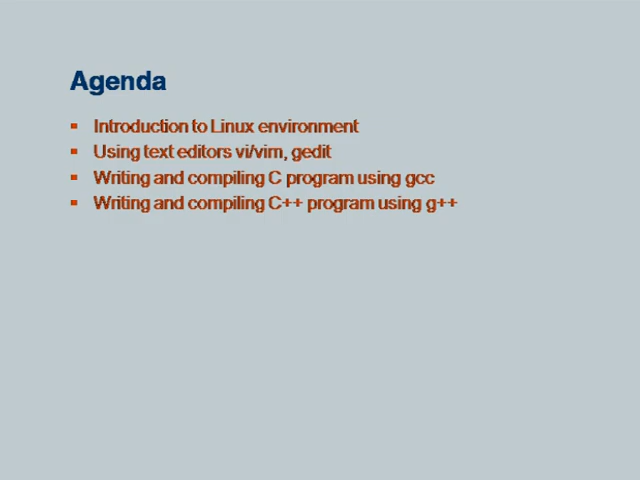 Agenda
Introduction to Linux environment
Using text editors vi/vim, gedit
Writing and compiling C program using gcc
Writing and compiling C++ program using g++